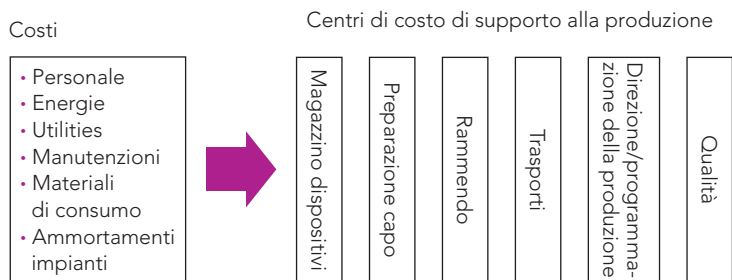 Costi
Centri di costo di supporto alla produzione
• Personale
• Energie
• Utilities
• Manutenzioni
• Materiali
di consumo
• Ammortamenti
impianti
Magazzino dispositivi
Preparazione capo
Rammendo
Trasporti
Direzione/programma-
zione della produzione
Qualità